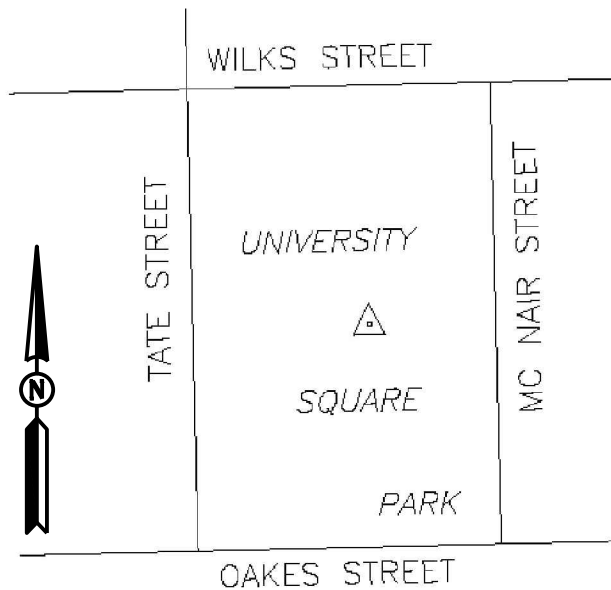 WILKS STREET
TATE STREET
UNIVERSITY
MC NAIR STREET
SQUARE
N
PARK
OAKES STREET